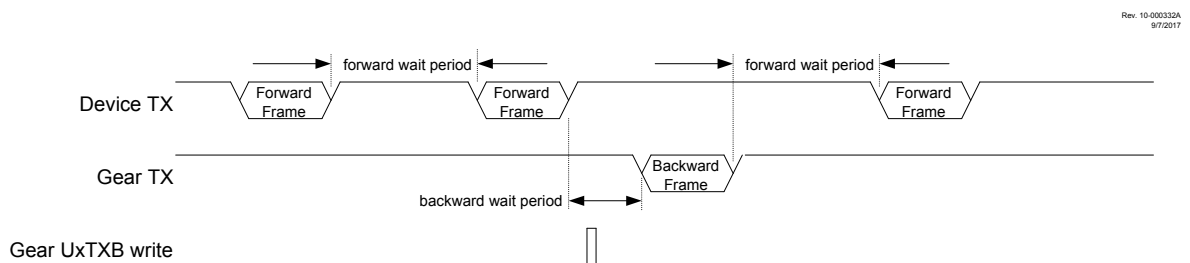 Rev. 10-000332A
9/7/2017
forward wait period
forward wait period
Device TX
Forward
Frame
Forward
Frame
Forward
Frame
Gear TX
Backward
Frame
backward wait period
Gear UxTXB write